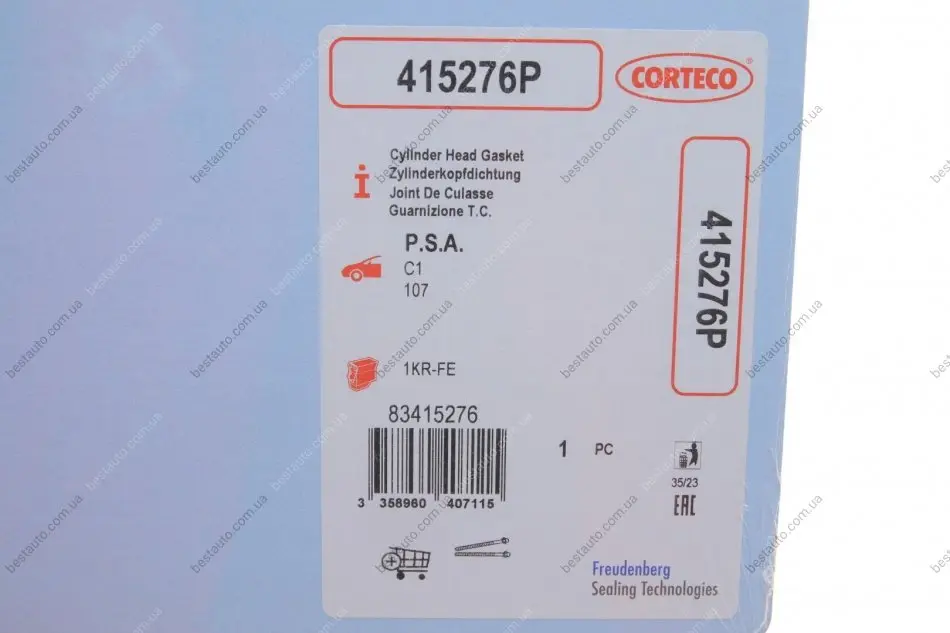 415276P
CORTECO
®
Cylinder Head Gasket
Zylinderkopfdichtung
Joint De Culasse
Guarnizione T.C.
P.S.A.
C1
107
415276P
1KR-FE
83415276
1 PC
3 358960 407115
35/23
EAC
Freudenberg
Sealing Technologies
bestauto.com.ua